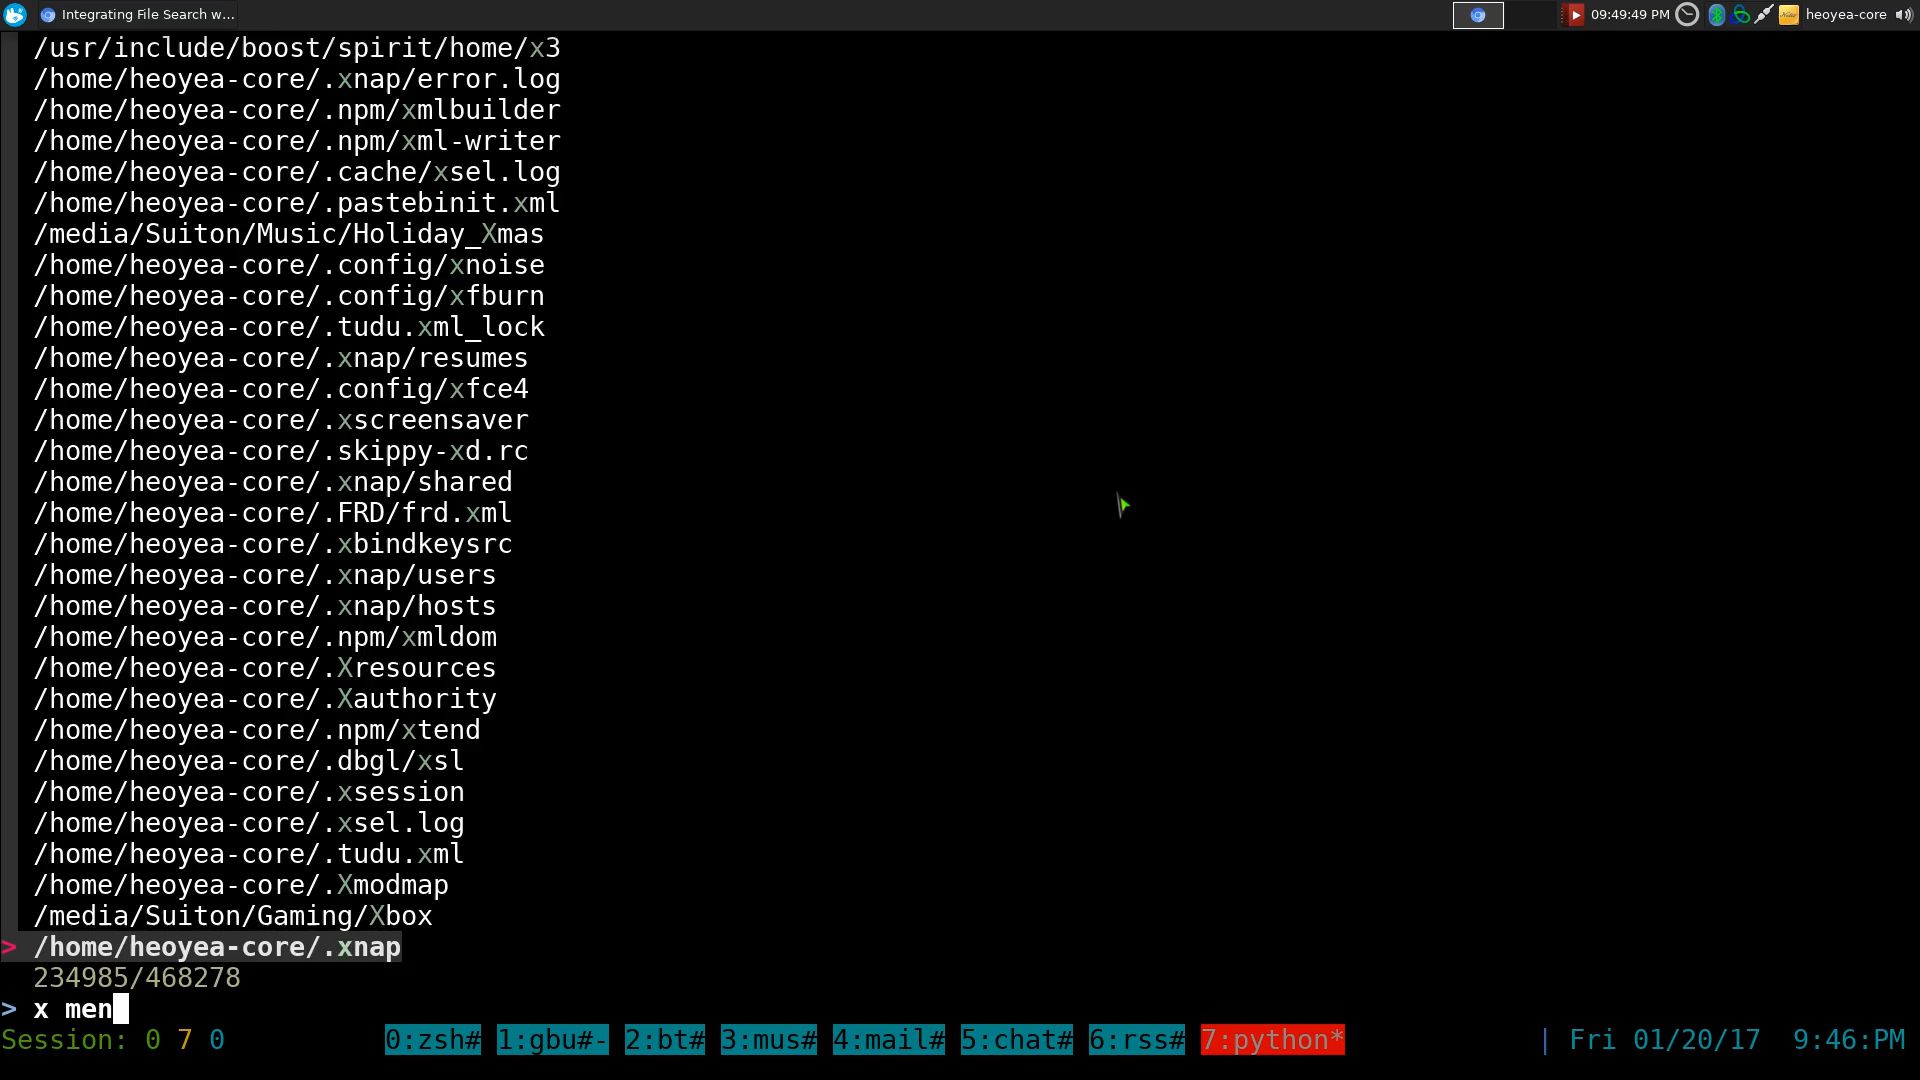 Integrating File Search w...
09:49:49 PM
heoyea-core
/usr/include/boost/spirit/home/x3
/home/heoyea-core/.xnap/error.log
/home/heoyea-core/.npm/xmlbuilder
/home/heoyea-core/.npm/xml-writer
/home/heoyea-core/.cache/xsel.log
/home/heoyea-core/.pastebinit.xml
/media/Suiton/Music/Holiday_Xmas
/home/heoyea-core/.config/xnoise
/home/heoyea-core/.config/xfburn
/home/heoyea-core/.tudu.xml_lock
/home/heoyea-core/.xnap/resumes
/home/heoyea-core/.config/xfce4
/home/heoyea-core/.xscreensaver
/home/heoyea-core/.skippy-xd.rc
/home/heoyea-core/.xnap/shared
/home/heoyea-core/.FRD/frd.xml
/home/heoyea-core/.xbindkeysrc
/home/heoyea-core/.xnap/users
/home/heoyea-core/.xnap/hosts
/home/heoyea-core/.npm/xmldom
/home/heoyea-core/.Xresources
/home/heoyea-core/.Xauthority
/home/heoyea-core/.npm/xtend
/home/heoyea-core/.dbgl/xsl
/home/heoyea-core/.xsession
/home/heoyea-core/.xsel.log
/home/heoyea-core/.tudu.xml
/home/heoyea-core/.Xmodmap
/media/Suiton/Gaming/Xbox
> /home/heoyea-core/.xnap
234985/468278
> x men
Session: 0 7 0 0:zsh# 1:gbu#- 2:bt# 3:mus# 4:mail# 5:chat# 6:rss# 7:python* | Fri 01/20/17 9:46:PM